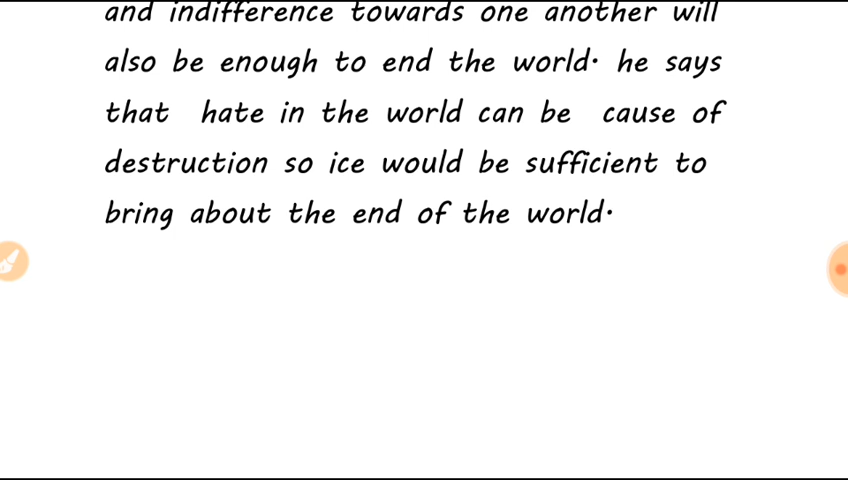 and indifference towards one another will
also be enough to end the world. he says
that hate in the world can be cause of
destruction so ice would be sufficient to
bring about the end of the world.